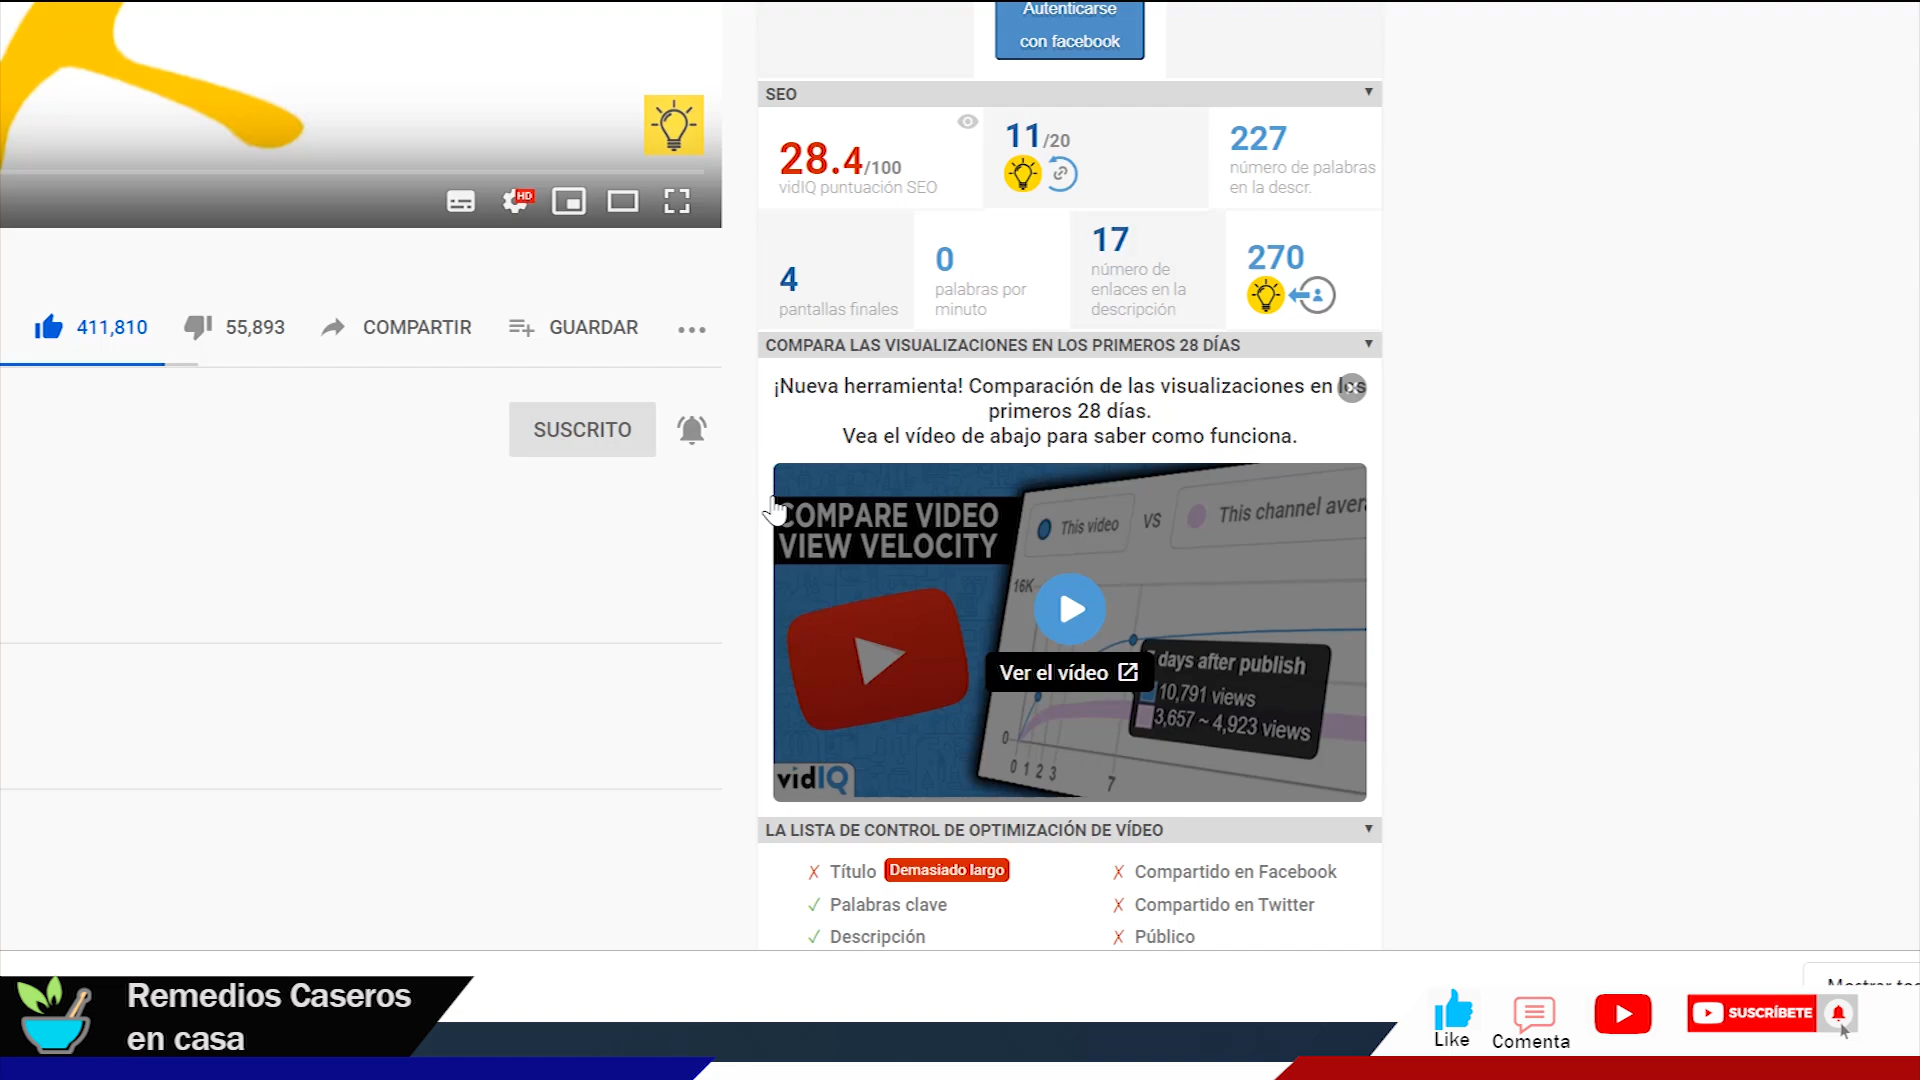 Autenticarse
con facebook
SEO
28.4/100
vidIQ puntuación SEO
11/20
227
número de palabras
en la descr.
4
pantallas finales
0
palabras por
minuto
17
número de
enlaces en la
descripción
270
HD
411,810
55,893
COMPARTIR
GUARDAR
SUSCRITO
COMPARA LAS VISUALIZACIONES EN LOS PRIMEROS 28 DÍAS
¡Nueva herramienta! Comparación de las visualizaciones en los
primeros 28 días.
Vea el vídeo de abajo para saber como funciona.
COMPARE VIDEO
VIEW VELOCITY
This video
VS
This channel aver
16K
Ver el vídeo
days after publish
10,791 views
3,657 ~ 4,923 views
0
0 1 2 3 7
vidIQ
LA LISTA DE CONTROL DE OPTIMIZACIÓN DE VÍDEO
Título Demasiado largo
Palabras clave
Descripción
Compartido en Facebook
Compartido en Twitter
Público
Remedios Caseros
en casa
Like
Comenta
SUSCRÍBETE